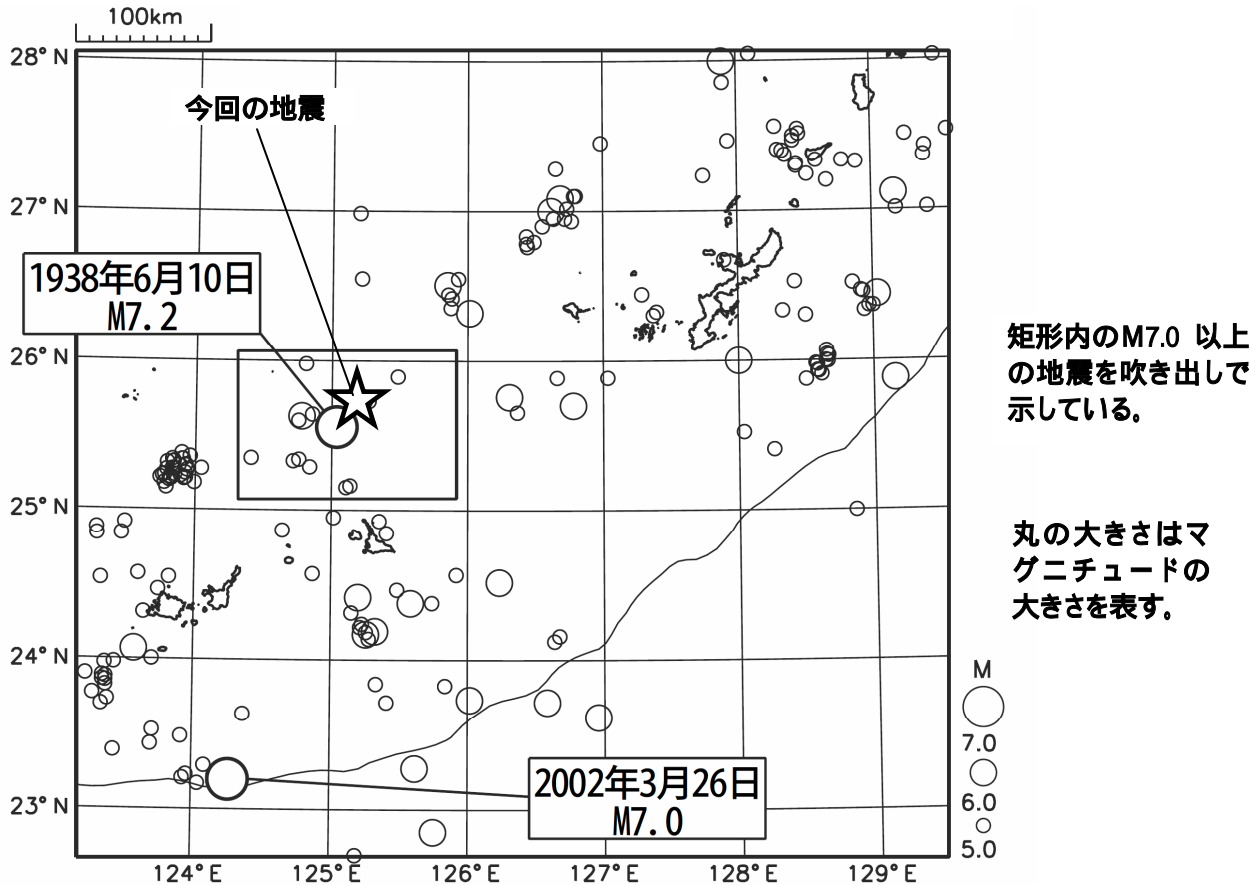 100km
28°N
今回の地震
27°N
1938年6月10日
M7.2
26°N
矩形内のM7.0 以上
の地震を吹き出しで
示している。
25°N
丸の大きさはマ
グニチュードの
大きさを表す。
24°N
M
7.0
6.0
5.0
2002年3月26日
M7.0
23°N
124°E
125°E
126°E
127°E
128°E
129°E